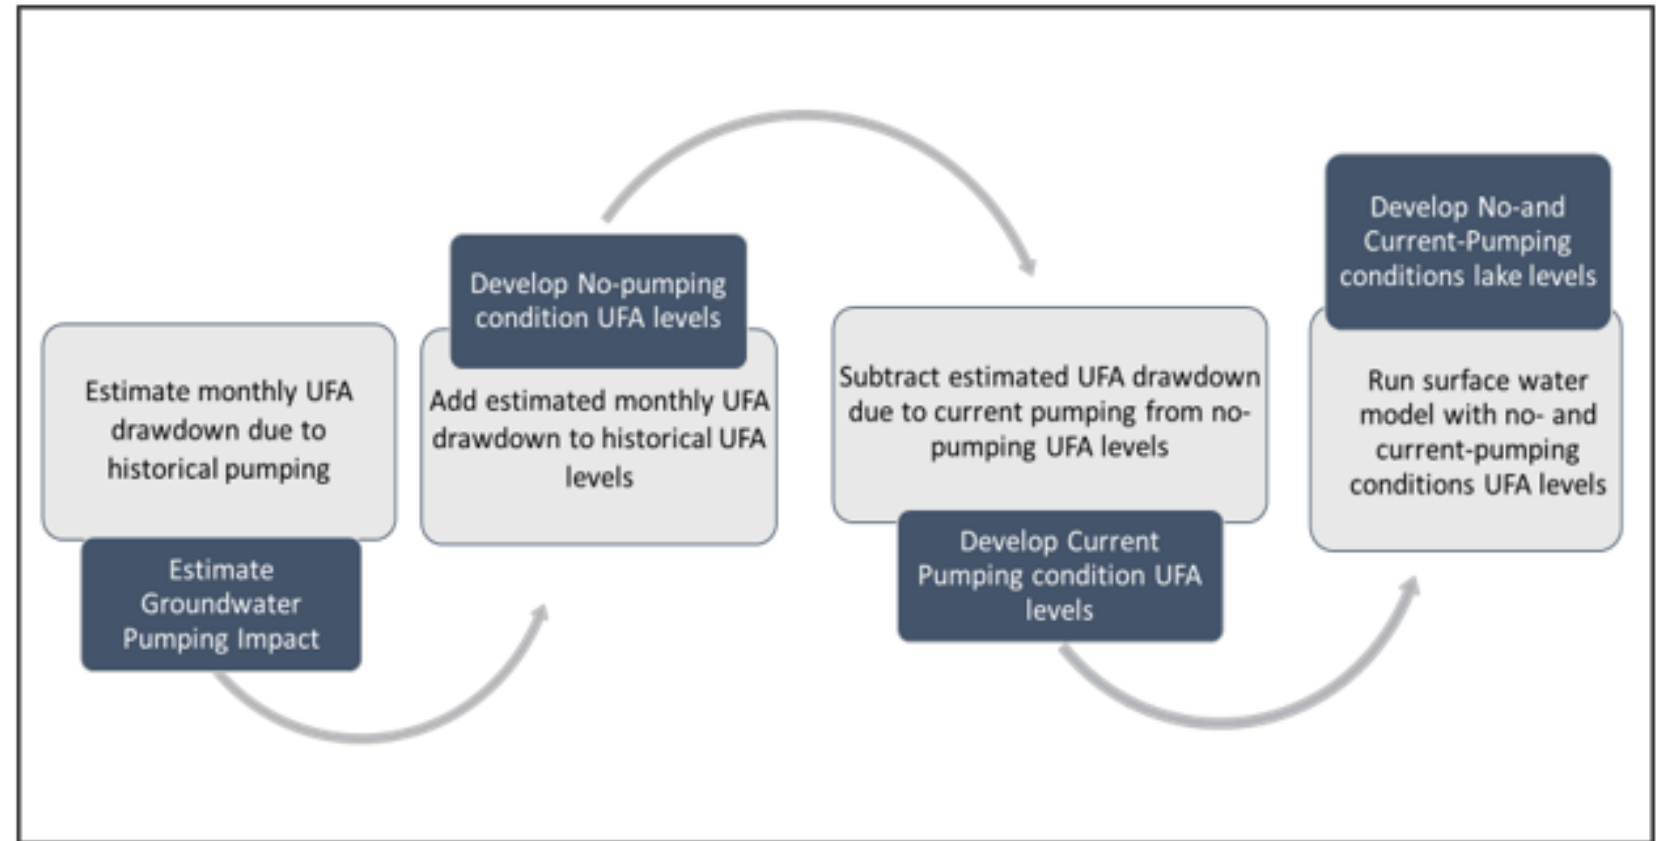 Estimate monthly UFA
drawdown due to
historical pumping
Estimate
Groundwater
Pumping Impact
Develop No-pumping
condition UFA levels
Add estimated monthly UFA
drawdown to historical UFA
levels
Subtract estimated UFA drawdown
due to current pumping from no-
pumping UFA levels
Develop Current
Pumping condition UFA
levels
Develop No-and
Current-Pumping
conditions lake levels
Run surface water
model with no- and
current-pumping
conditions UFA levels